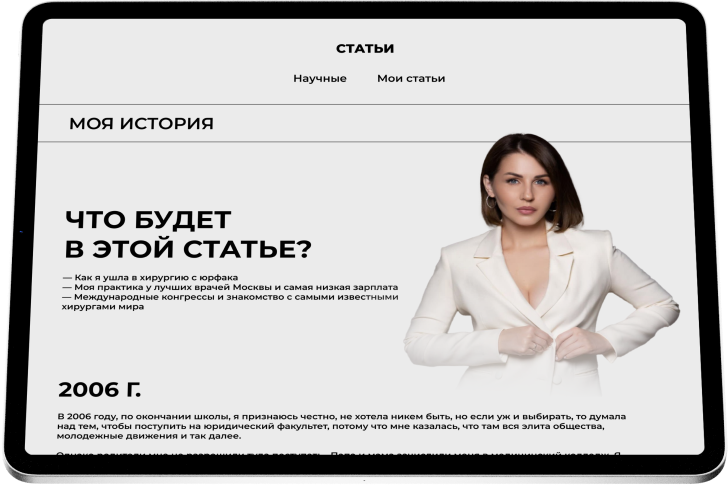 СТАТЬИ
Научные Мои статьи
МОЯ ИСТОРИЯ
ЧТО БУДЕТ
В ЭТОЙ СТАТЬЕ?
— Как я ушла в хирургию с юрфака
— Моя практика у лучших врачей Москвы и самая низкая зарплата
— Международные конгрессы и знакомство с самыми известными
хирургами мира
2006 Г.
В 2006 году, по окончании школы, я признаюсь честно, не хотела никем быть, но если уж и выбирать, то думала
над тем, чтобы поступить на юридический факультет, потому что мне казалась, что там вся элита общества,
молодежные движения и так далее.